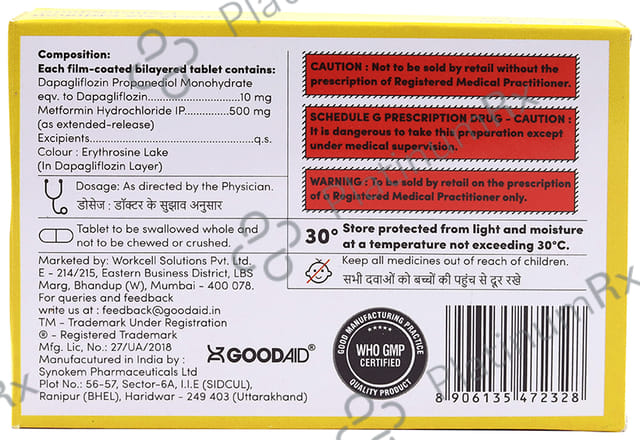 Composition:
Each film-coated bilayered tablet contains:
Dapagliflozin Propanediol Monohydrate
eqv. to Dapagliflozin......................10 mg
Metformin Hydrochloride IP..............500 mg
(as extended-release)
Excipients..........................................q.s.
Colour : Erythrosine Lake
(In Dapagliflozin Layer)
CAUTION : Not to be sold by retail without the
prescription of Registered Medical Practitioner.
SCHEDULE G PRESCRIPTION DRUG - CAUTION :
It is dangerous to take this preparation except
under medical supervision.
WARNING : To be sold by retail on the prescription
of a Registered Medical Practitioner only.
Dosage: As directed by the Physician.
डोसेज : डॉक्टर के सुझाव अनुसार
Tablet to be swallowed whole and
not to be chewed or crushed.
30° Store protected from light and moisture
at a temperature not exceeding 30°C.
Keep all medicines out of reach of children.
सभी दवाओं को बच्चों की पहुंच से दूर रखे
Marketed by: Workcell Solutions Pvt. Ltd.
E - 214/215, Eastern Business District, LBS
Marg, Bhandup (W), Mumbai - 400 078.
For queries and feedback
write us at : feedback@goodaid.in
TM - Trademark Under Registration
® - Registered Trademark
Mfg. Lic, No.: 27/UA/2018
Manufacutured in India by :
Synokem Pharmaceuticals Ltd
Plot No.: 56-57, Sector-6A, I.I.E (SIDCUL),
Ranipur (BHEL), Haridwar - 249 403 (Uttarakhand)
GOODAID®
GOOD MANUFACTURING PRACTICE
WHO GMP
CERTIFIED
QUALITY PRODUCT
8 906135 472328
PlatinumRx
PlatinumRx
PlatinumRx